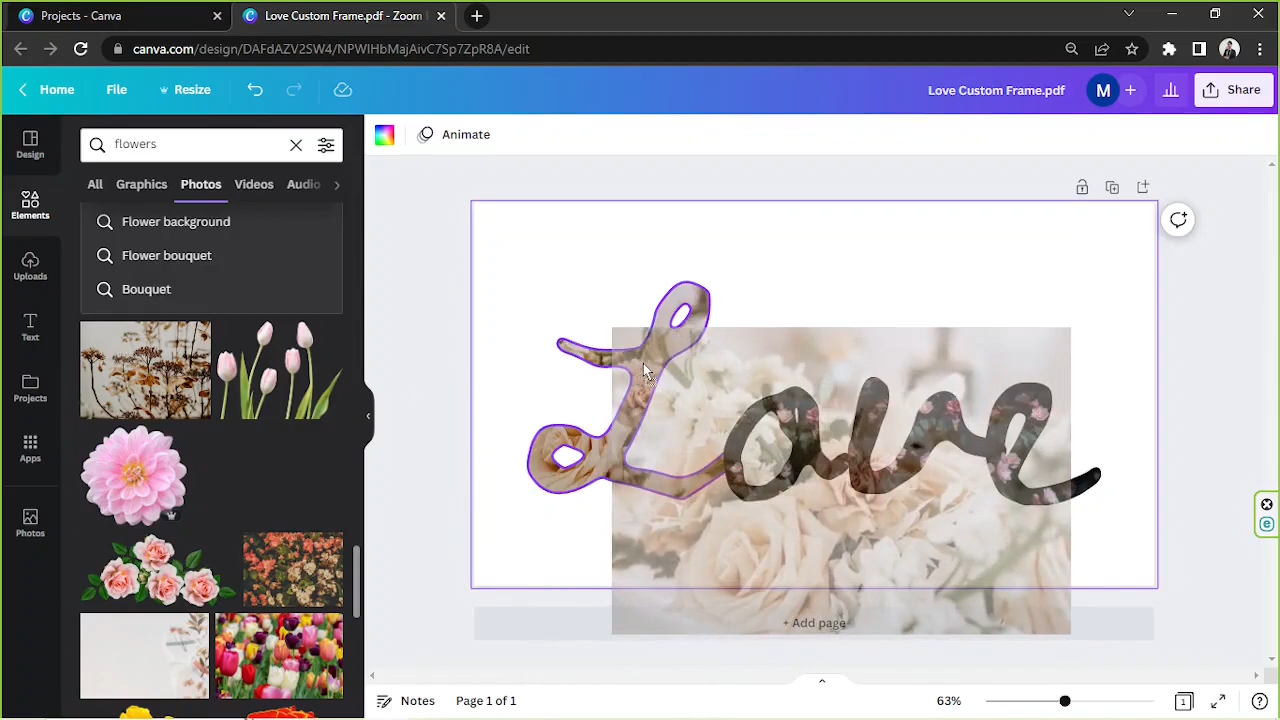 Projects - Canva
Love Custom Frame.pdf - Zoom
canva.com/design/DAFdAZV2SW4/NPWIHbMajAivC7Sp7ZpR8A/edit
Home
File
Resize
Love Custom Frame.pdf
M
Share
Design
flowers
Animate
All
Graphics
Photos
Videos
Audio
Elements
Flower background
Flower bouquet
Bouquet
Uploads
Text
Projects
Apps
Photos
Love
+ Add page
Notes
Page 1 of 1
63%
1